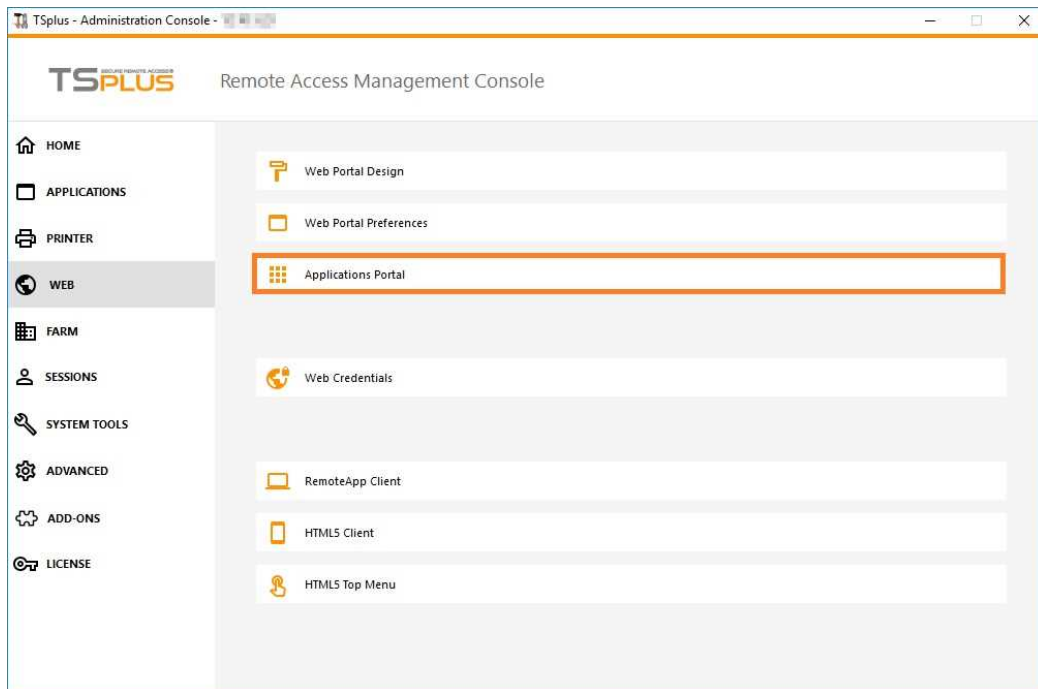 TSplus - Administration Console -
SECURE REMOTE ACCESS
TSPLUS
Remote Access Management Console
HOME
APPLICATIONS
PRINTER
WEB
FARM
SESSIONS
SYSTEM TOOLS
ADVANCED
ADD-ONS
LICENSE
Web Portal Design
Web Portal Preferences
Applications Portal
Web Credentials
RemoteApp Client
HTML5 Client
HTML5 Top Menu